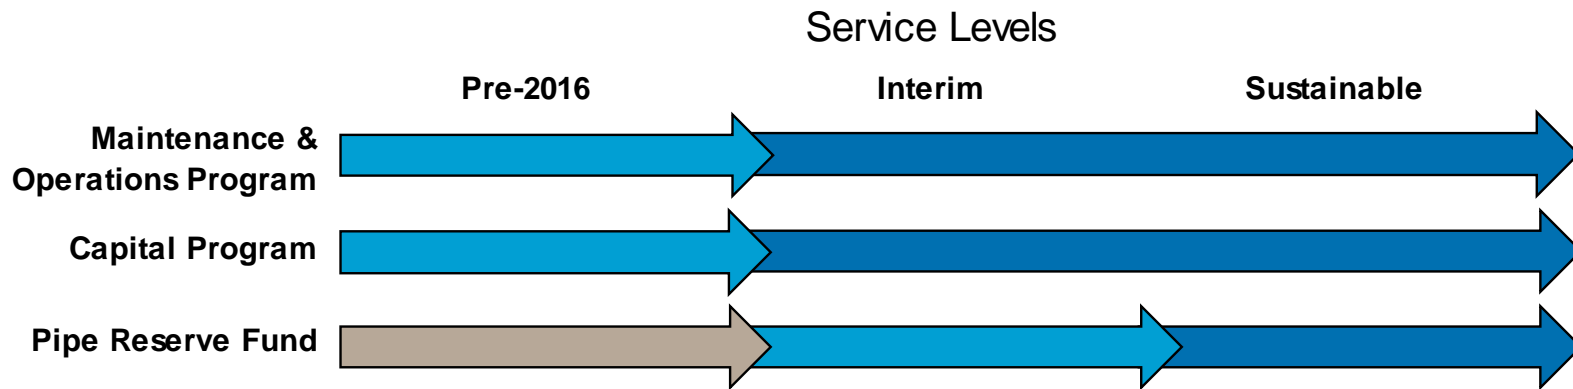 Service Levels
Pre-2016 Interim Sustainable
Maintenance &
Operations Program
Capital Program
Pipe Reserve Fund